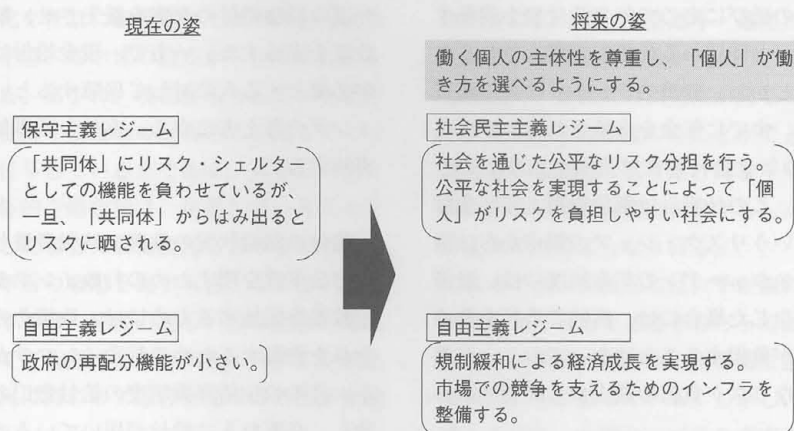 現在の姿
保守主義レジーム
「共同体」にリスク・シェルター
としての機能を負わせているが、
一旦、「共同体」からはみ出ると
リスクに晒される。
自由主義レジーム
政府の再配分機能が小さい。
将来の姿
働く個人の主体性を尊重し、「個人」が働
き方を選べるようにする。
社会民主主義レジーム
社会を通じた公平なリスク分担を行う。
公平な社会を実現することによって「個
人」がリスクを負担しやすい社会にする。
自由主義レジーム
規制緩和による経済成長を実現する。
市場での競争を支えるためのインフラを
整備する。